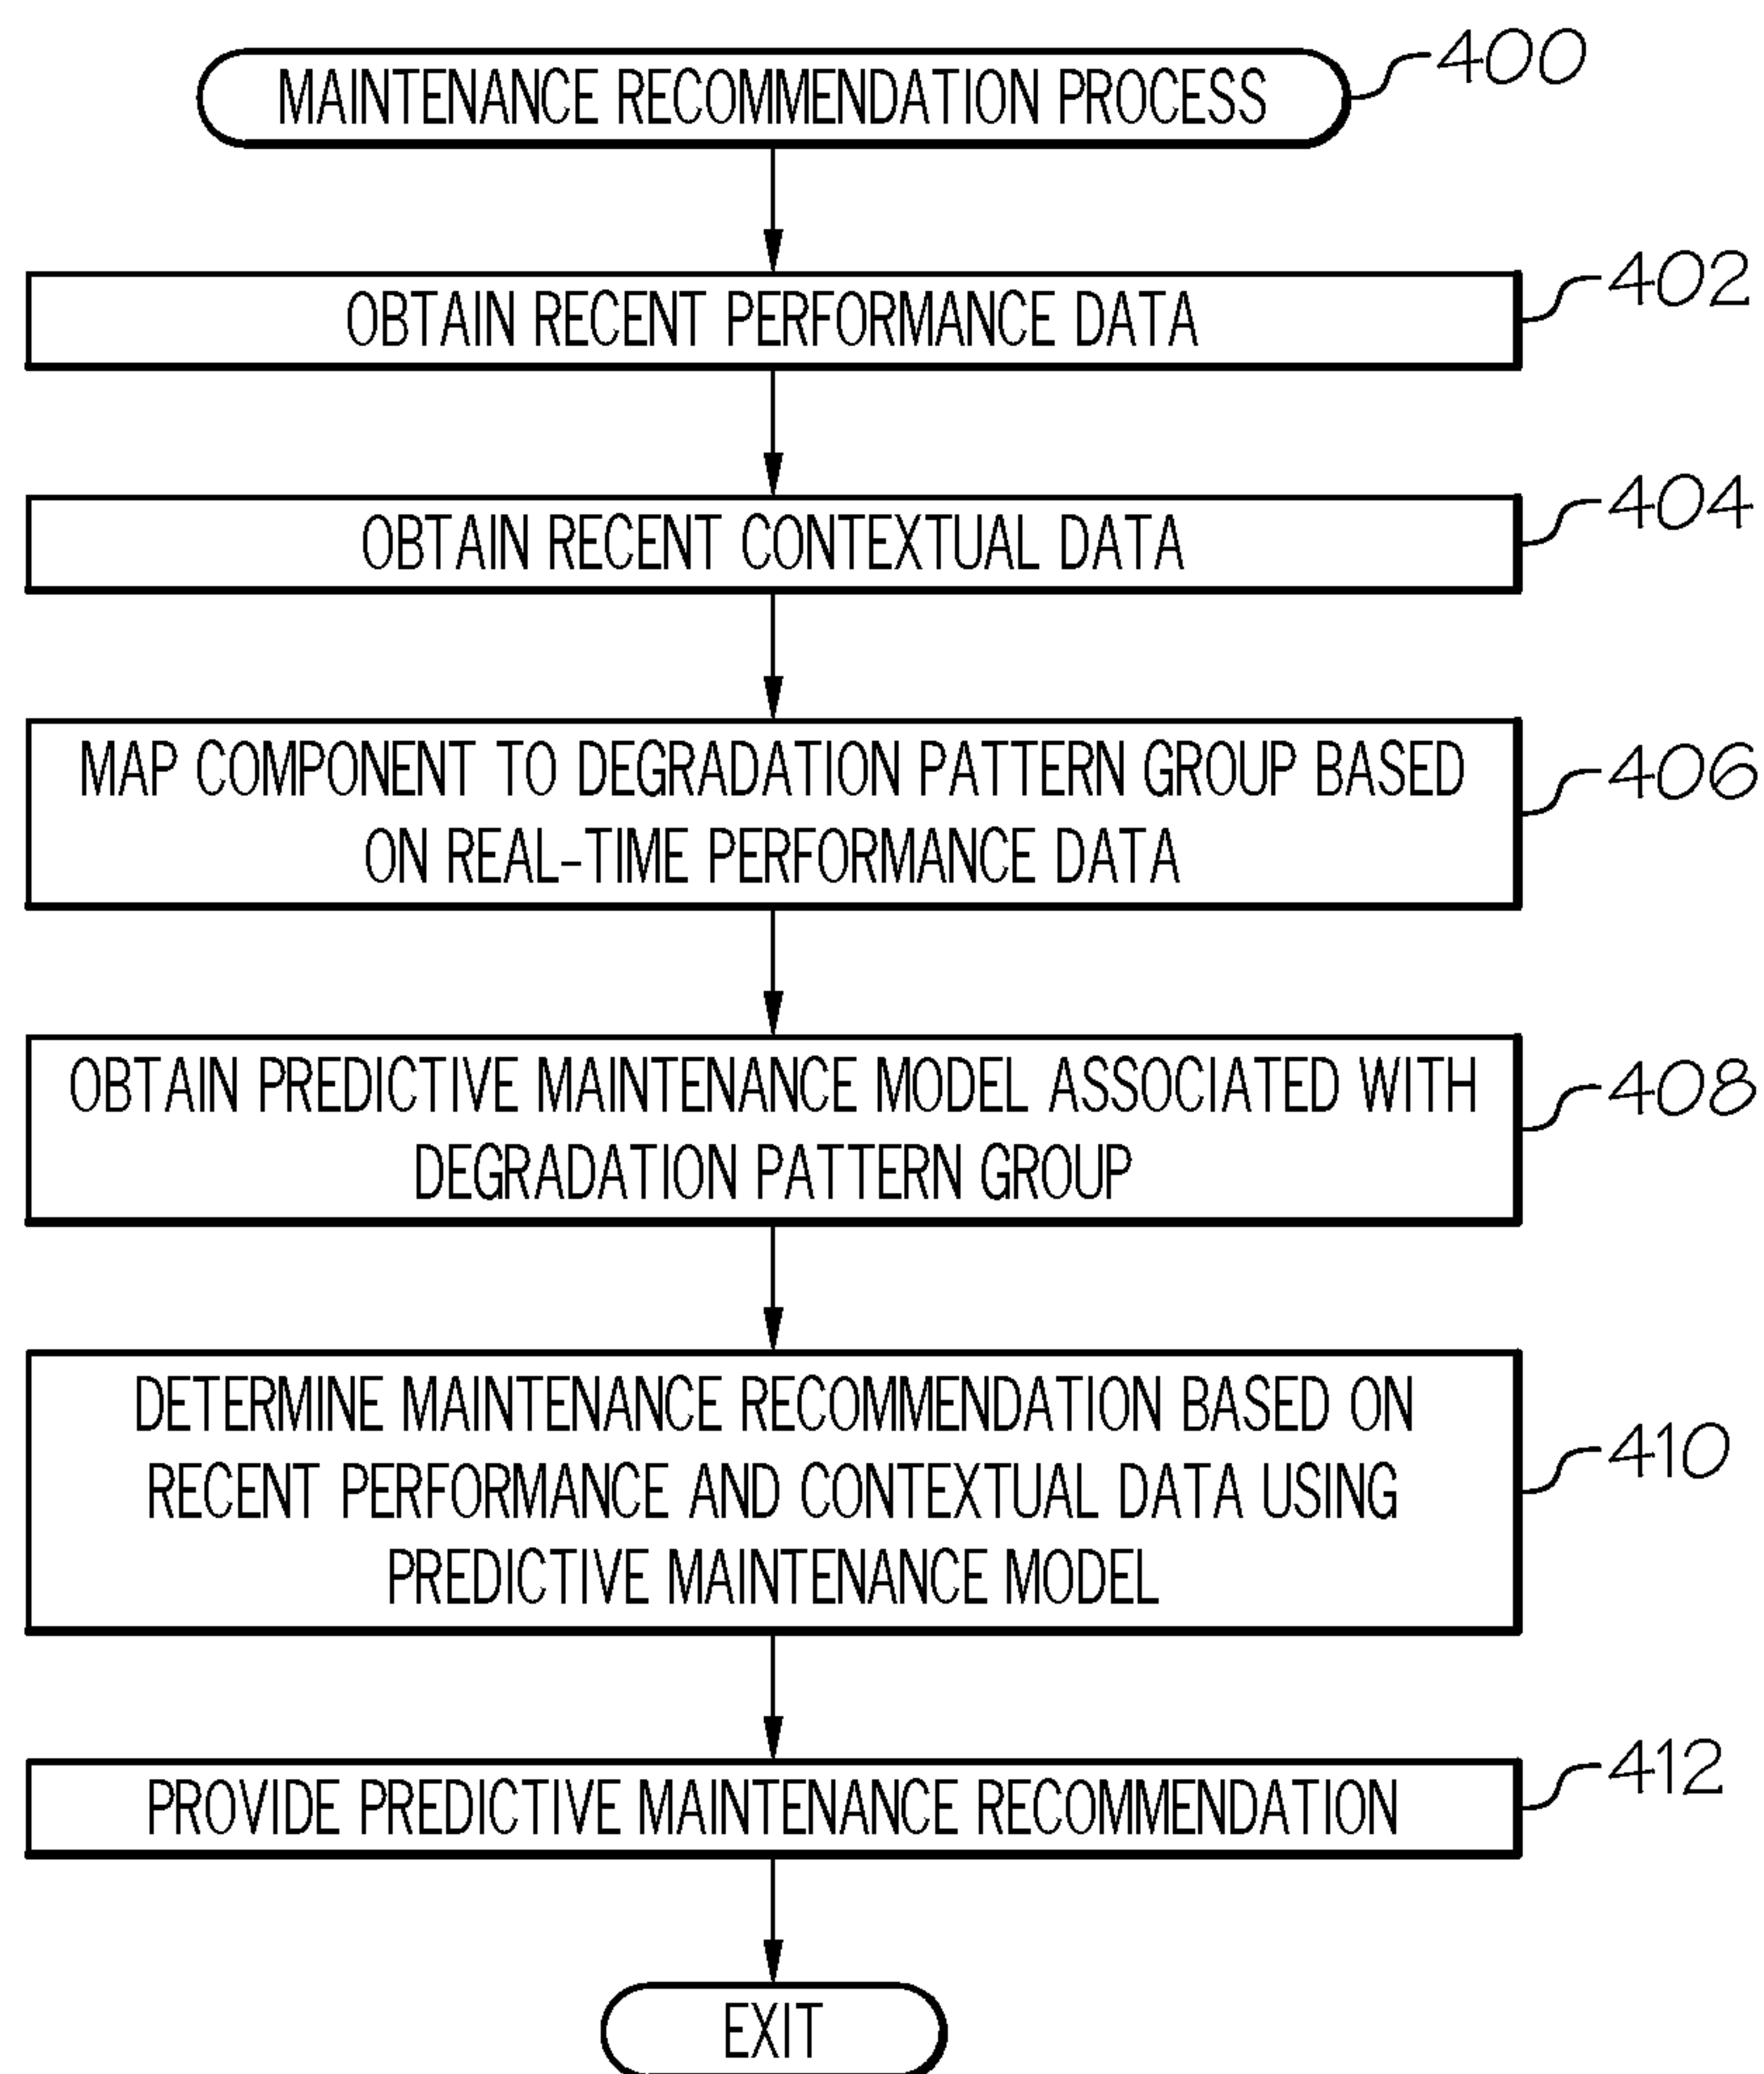 MAINTENANCE RECOMMENDATION PROCESS
400
OBTAIN RECENT PERFORMANCE DATA
402
OBTAIN RECENT CONTEXTUAL DATA
404
MAP COMPONENT TO DEGRADATION PATTERN GROUP BASED
ON REAL-TIME PERFORMANCE DATA
406
OBTAIN PREDICTIVE MAINTENANCE MODEL ASSOCIATED WITH
DEGRADATION PATTERN GROUP
408
DETERMINE MAINTENANCE RECOMMENDATION BASED ON
RECENT PERFORMANCE AND CONTEXTUAL DATA USING
PREDICTIVE MAINTENANCE MODEL
410
PROVIDE PREDICTIVE MAINTENANCE RECOMMENDATION
412
EXIT